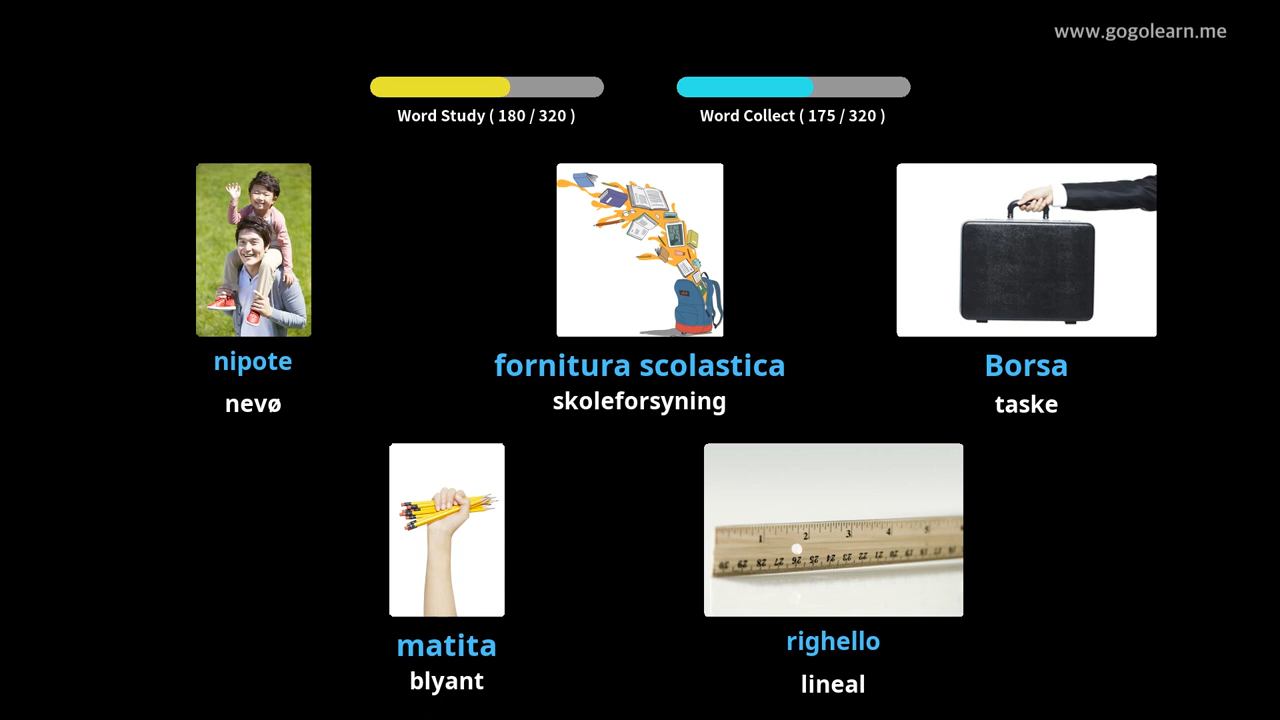 www.gogolearn.me
Word Study ( 180 / 320 )
Word Collect ( 175 / 320 )
nipote
nevø
fornitura scolastica
skoleforsyning
Borsa
taske
matita
blyant
righello
lineal